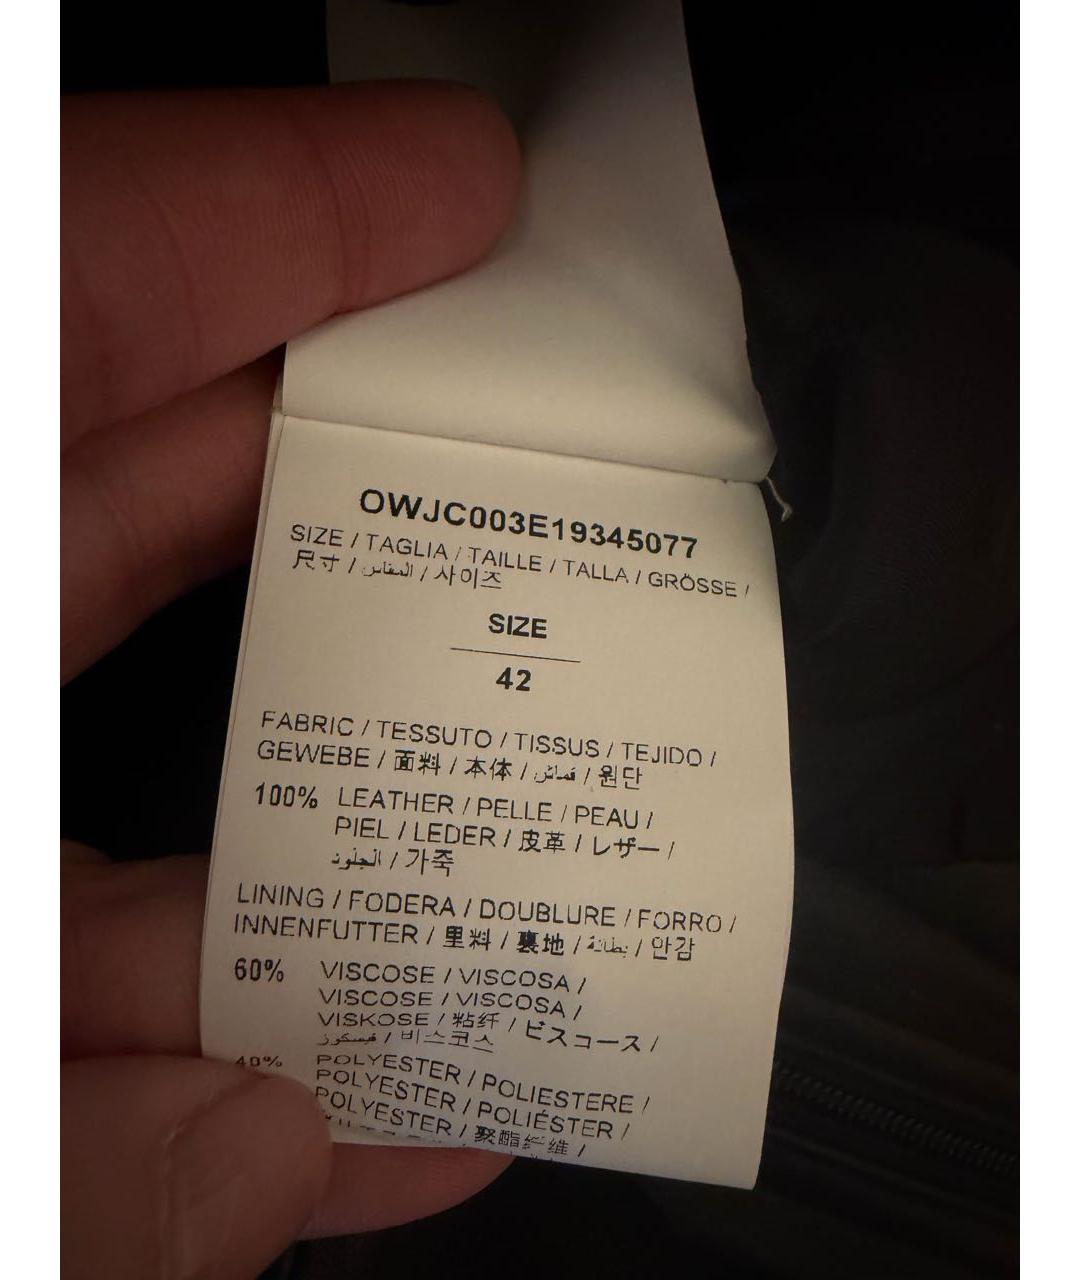 OWJC003E19345077
SIZE / TAGLIA / TAILLE / TALLA / GRÖSSE /
尺寸 / المقاس / 사이즈
SIZE
42
FABRIC / TESSUTO / TISSUS / TEJIDO /
GEWEBE / 面料 / 本体 / قماش / 원단
100% LEATHER / PELLE / PEAU /
PIEL / LEDER / 皮革 / レザー /
الجلود / 가죽
LINING / FODERA / DOUBLURE / FORRO /
INNENFUTTER / 里料 / 裏地 / بطانة / 안감
60% VISCOSE / VISCOSA /
VISCOSE / VISCOSA /
VISKOSE / 粘纤 / ビスコース /
فيسكوز / 비스코스
40% POLYESTER / POLIESTERE /
POLYESTER / POLIÉSTER /
POLYESTER / 聚酯纤维 /